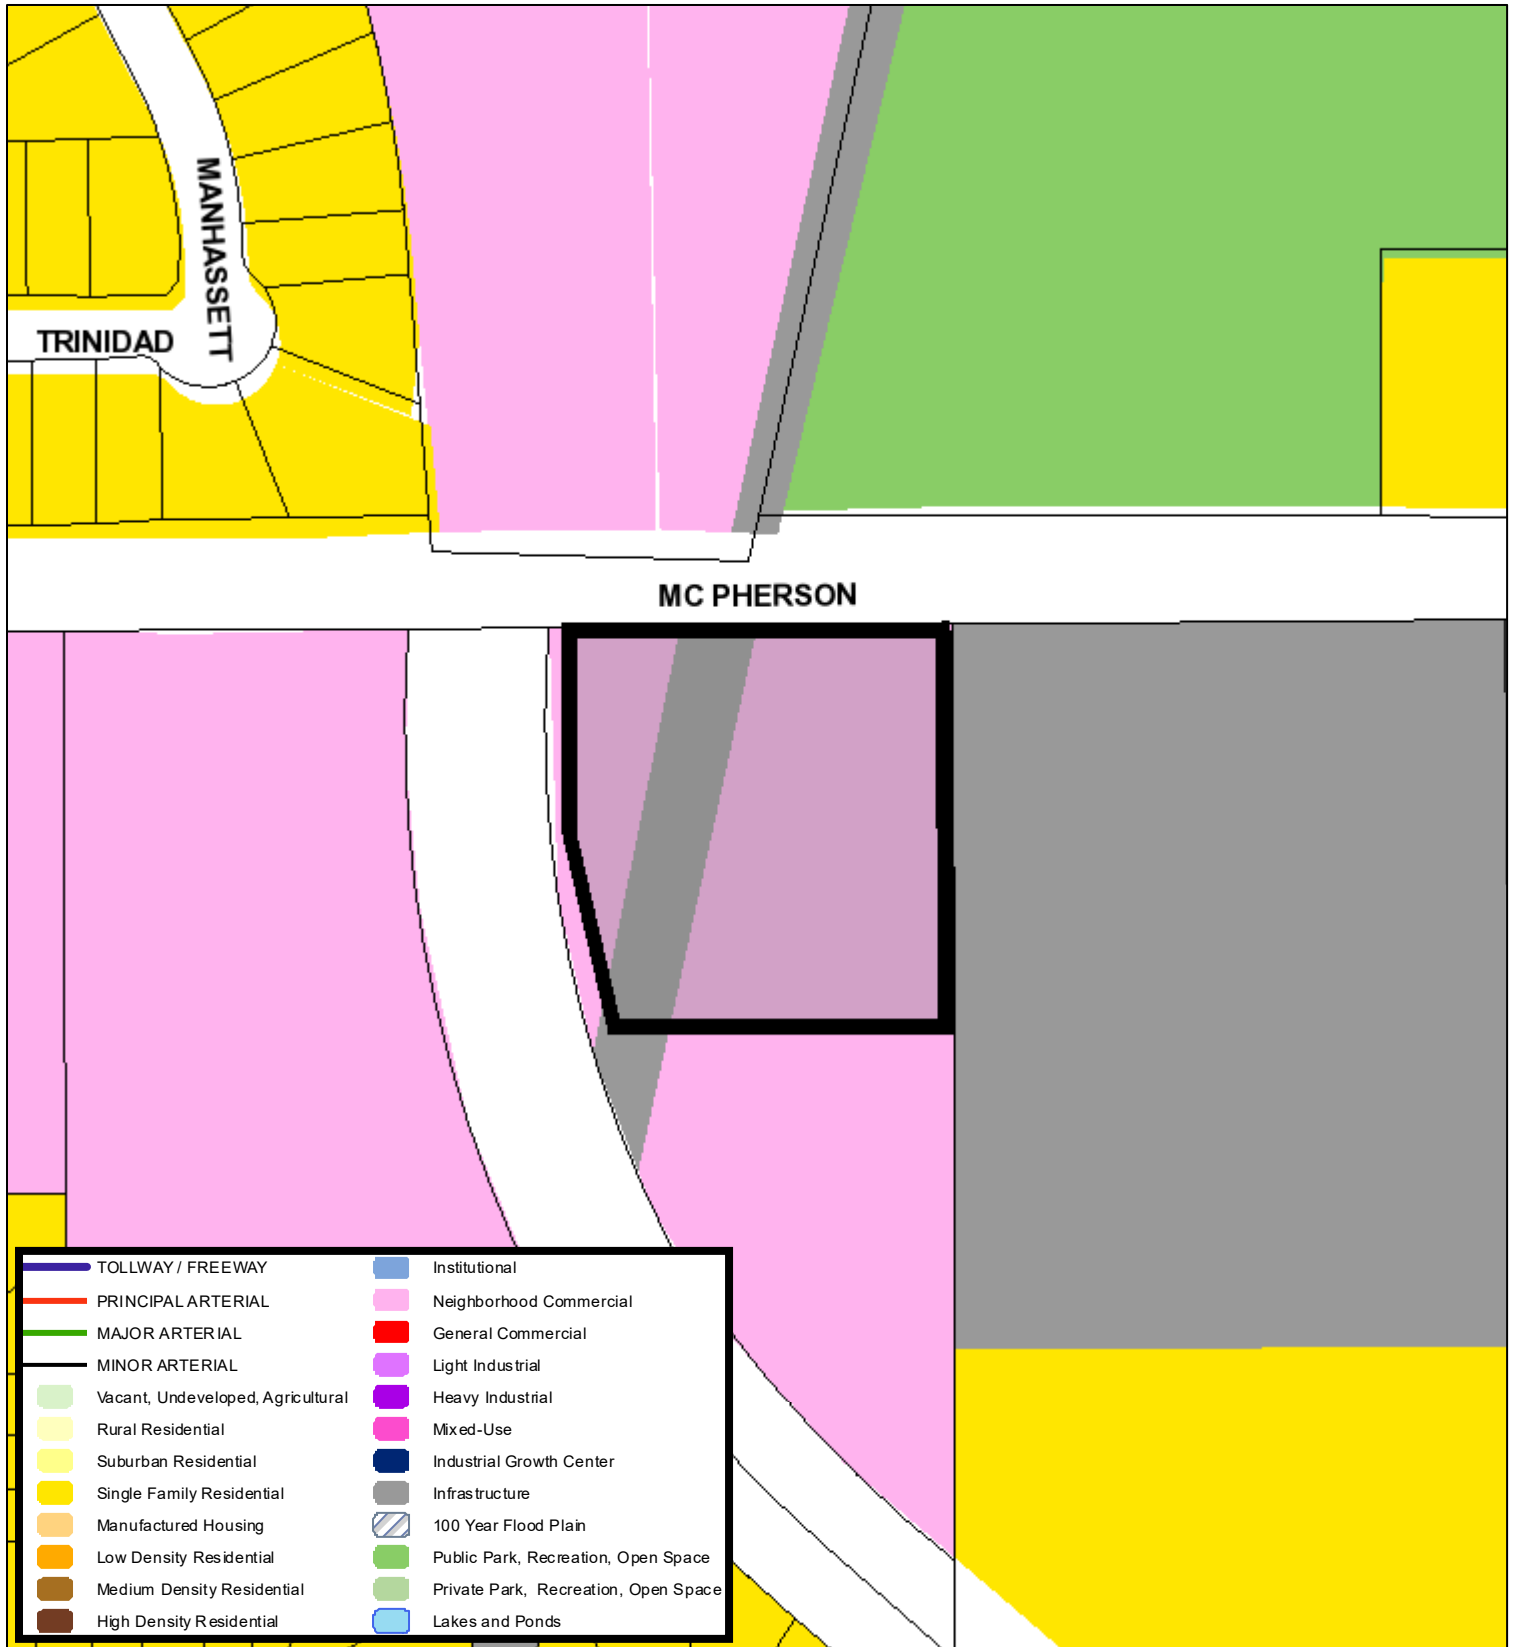 MANHASSETT
TRINIDAD
MC PHERSON
TOLLWAY / FREEWAY
PRINCIPAL ARTERIAL
MAJOR ARTERIAL
MINOR ARTERIAL
Vacant, Undeveloped, Agricultural
Rural Residential
Suburban Residential
Single Family Residential
Manufactured Housing
Low Density Residential
Medium Density Residential
High Density Residential
Institutional
Neighborhood Commercial
General Commercial
Light Industrial
Heavy Industrial
Mixed-Use
Industrial Growth Center
Infrastructure
100 Year Flood Plain
Public Park, Recreation, Open Space
Private Park, Recreation, Open Space
Lakes and Ponds